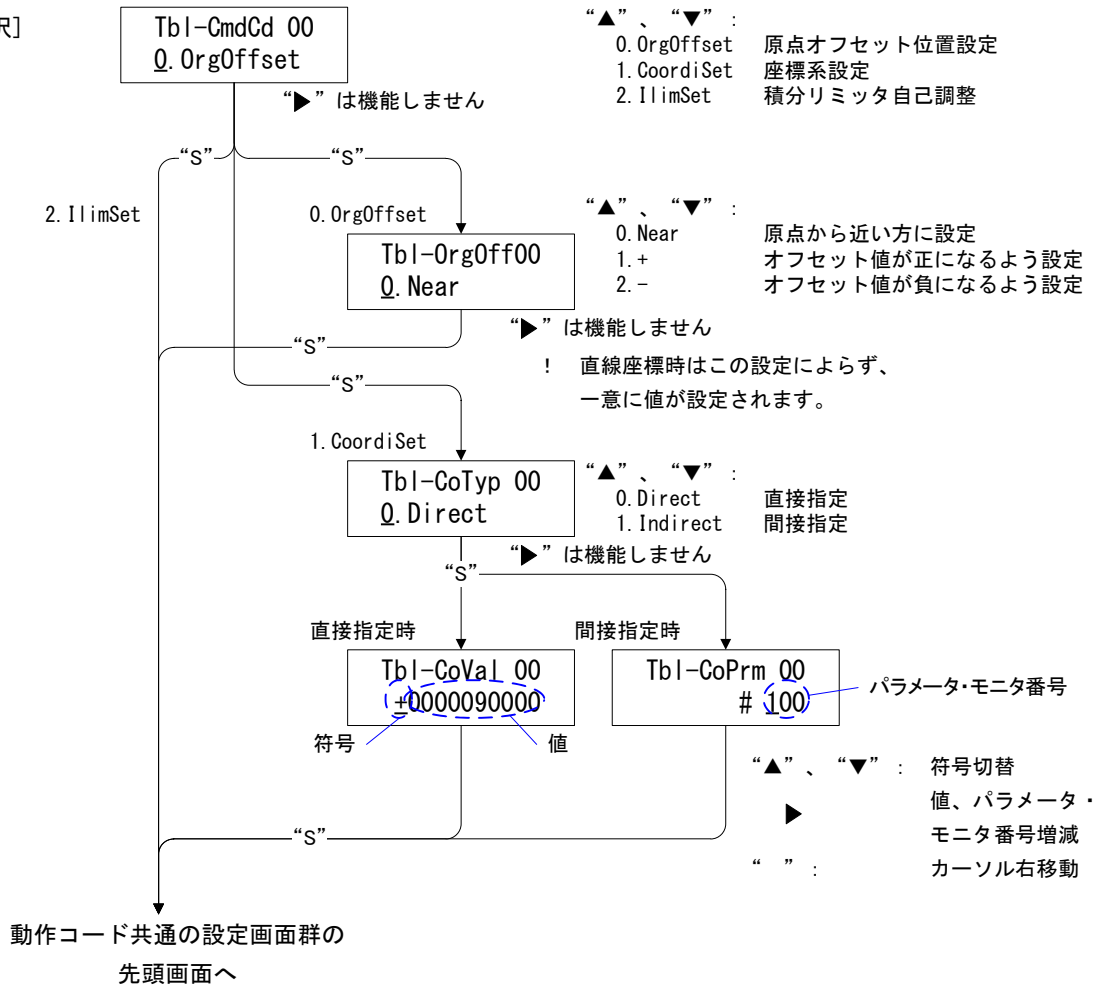 択]
Tbl-CmdCd 00
0.OrgOffset
“▶” は機能しません
“▲” 、 “▼” :
0.OrgOffset 原点オフセット位置設定
1.CoordiSet 座標系設定
2.IlimSet 積分リミッタ自己調整
“S”
“S”
2.IlimSet
0.OrgOffset
Tbl-OrgOff00
0.Near
“▲” 、 “▼” :
0.Near 原点から近い方に設定
1.+ オフセット値が正になるよう設定
2.- オフセット値が負になるよう設定
“▶” は機能しません
“S”
! 直線座標時はこの設定によらず、
一意に値が設定されます。
“S”
1.CoordiSet
Tbl-CoTyp 00
0.Direct
“▲” 、 “▼” :
0.Direct 直接指定
1.Indirect 間接指定
“▶” は機能しません
“S”
直接指定時
間接指定時
Tbl-CoVal 00
+0000090000
Tbl-CoPrm 00
# 100
パラメータ・モニタ番号
符号
値
“▲” 、 “▼” : 符号切替
値、パラメータ・
▶
モニタ番号増減
“ ” : カーソル右移動
“S”
動作コード共通の設定画面群の
先頭画面へ